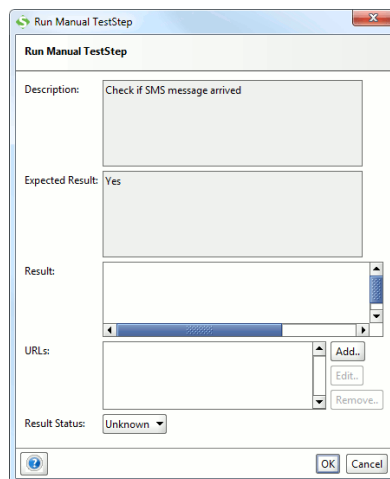 Run Manual TestStep
Run Manual TestStep
Description:
Check if SMS message arrived
Expected Result:
Yes
Result:
URLs:
Add..
Edit..
Remove..
Result Status:
Unknown
OK
Cancel